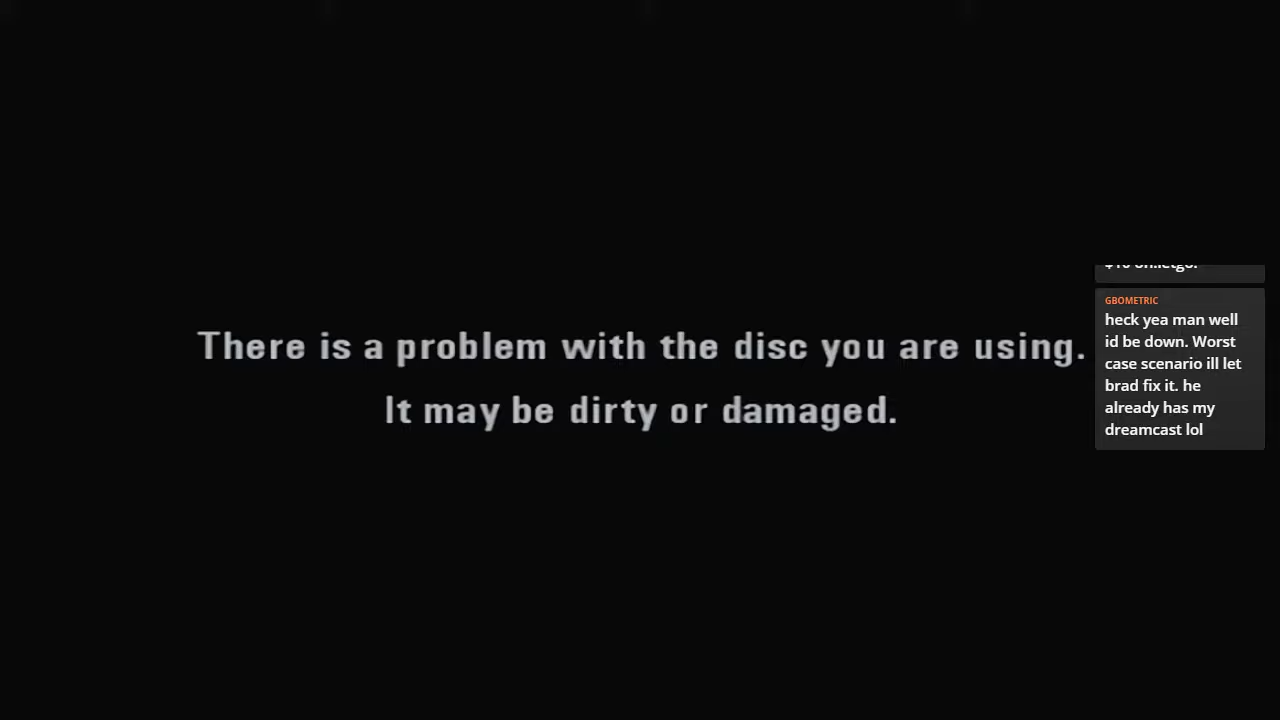 There is a problem with the disc you are using.
It may be dirty or damaged.
GBOMETRIC
heck yea man well
id be down. Worst
case scenario ill let
brad fix it. he
already has my
dreamcast lol